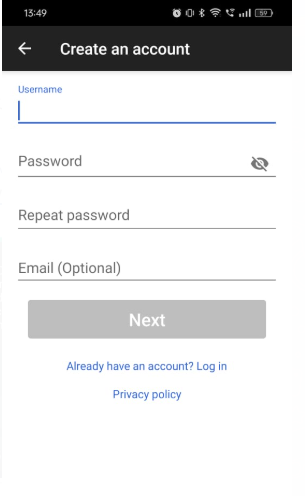 13:49
59
Create an account
Username
Password
Repeat password
Email (Optional)
Next
Already have an account? Log in
Privacy policy